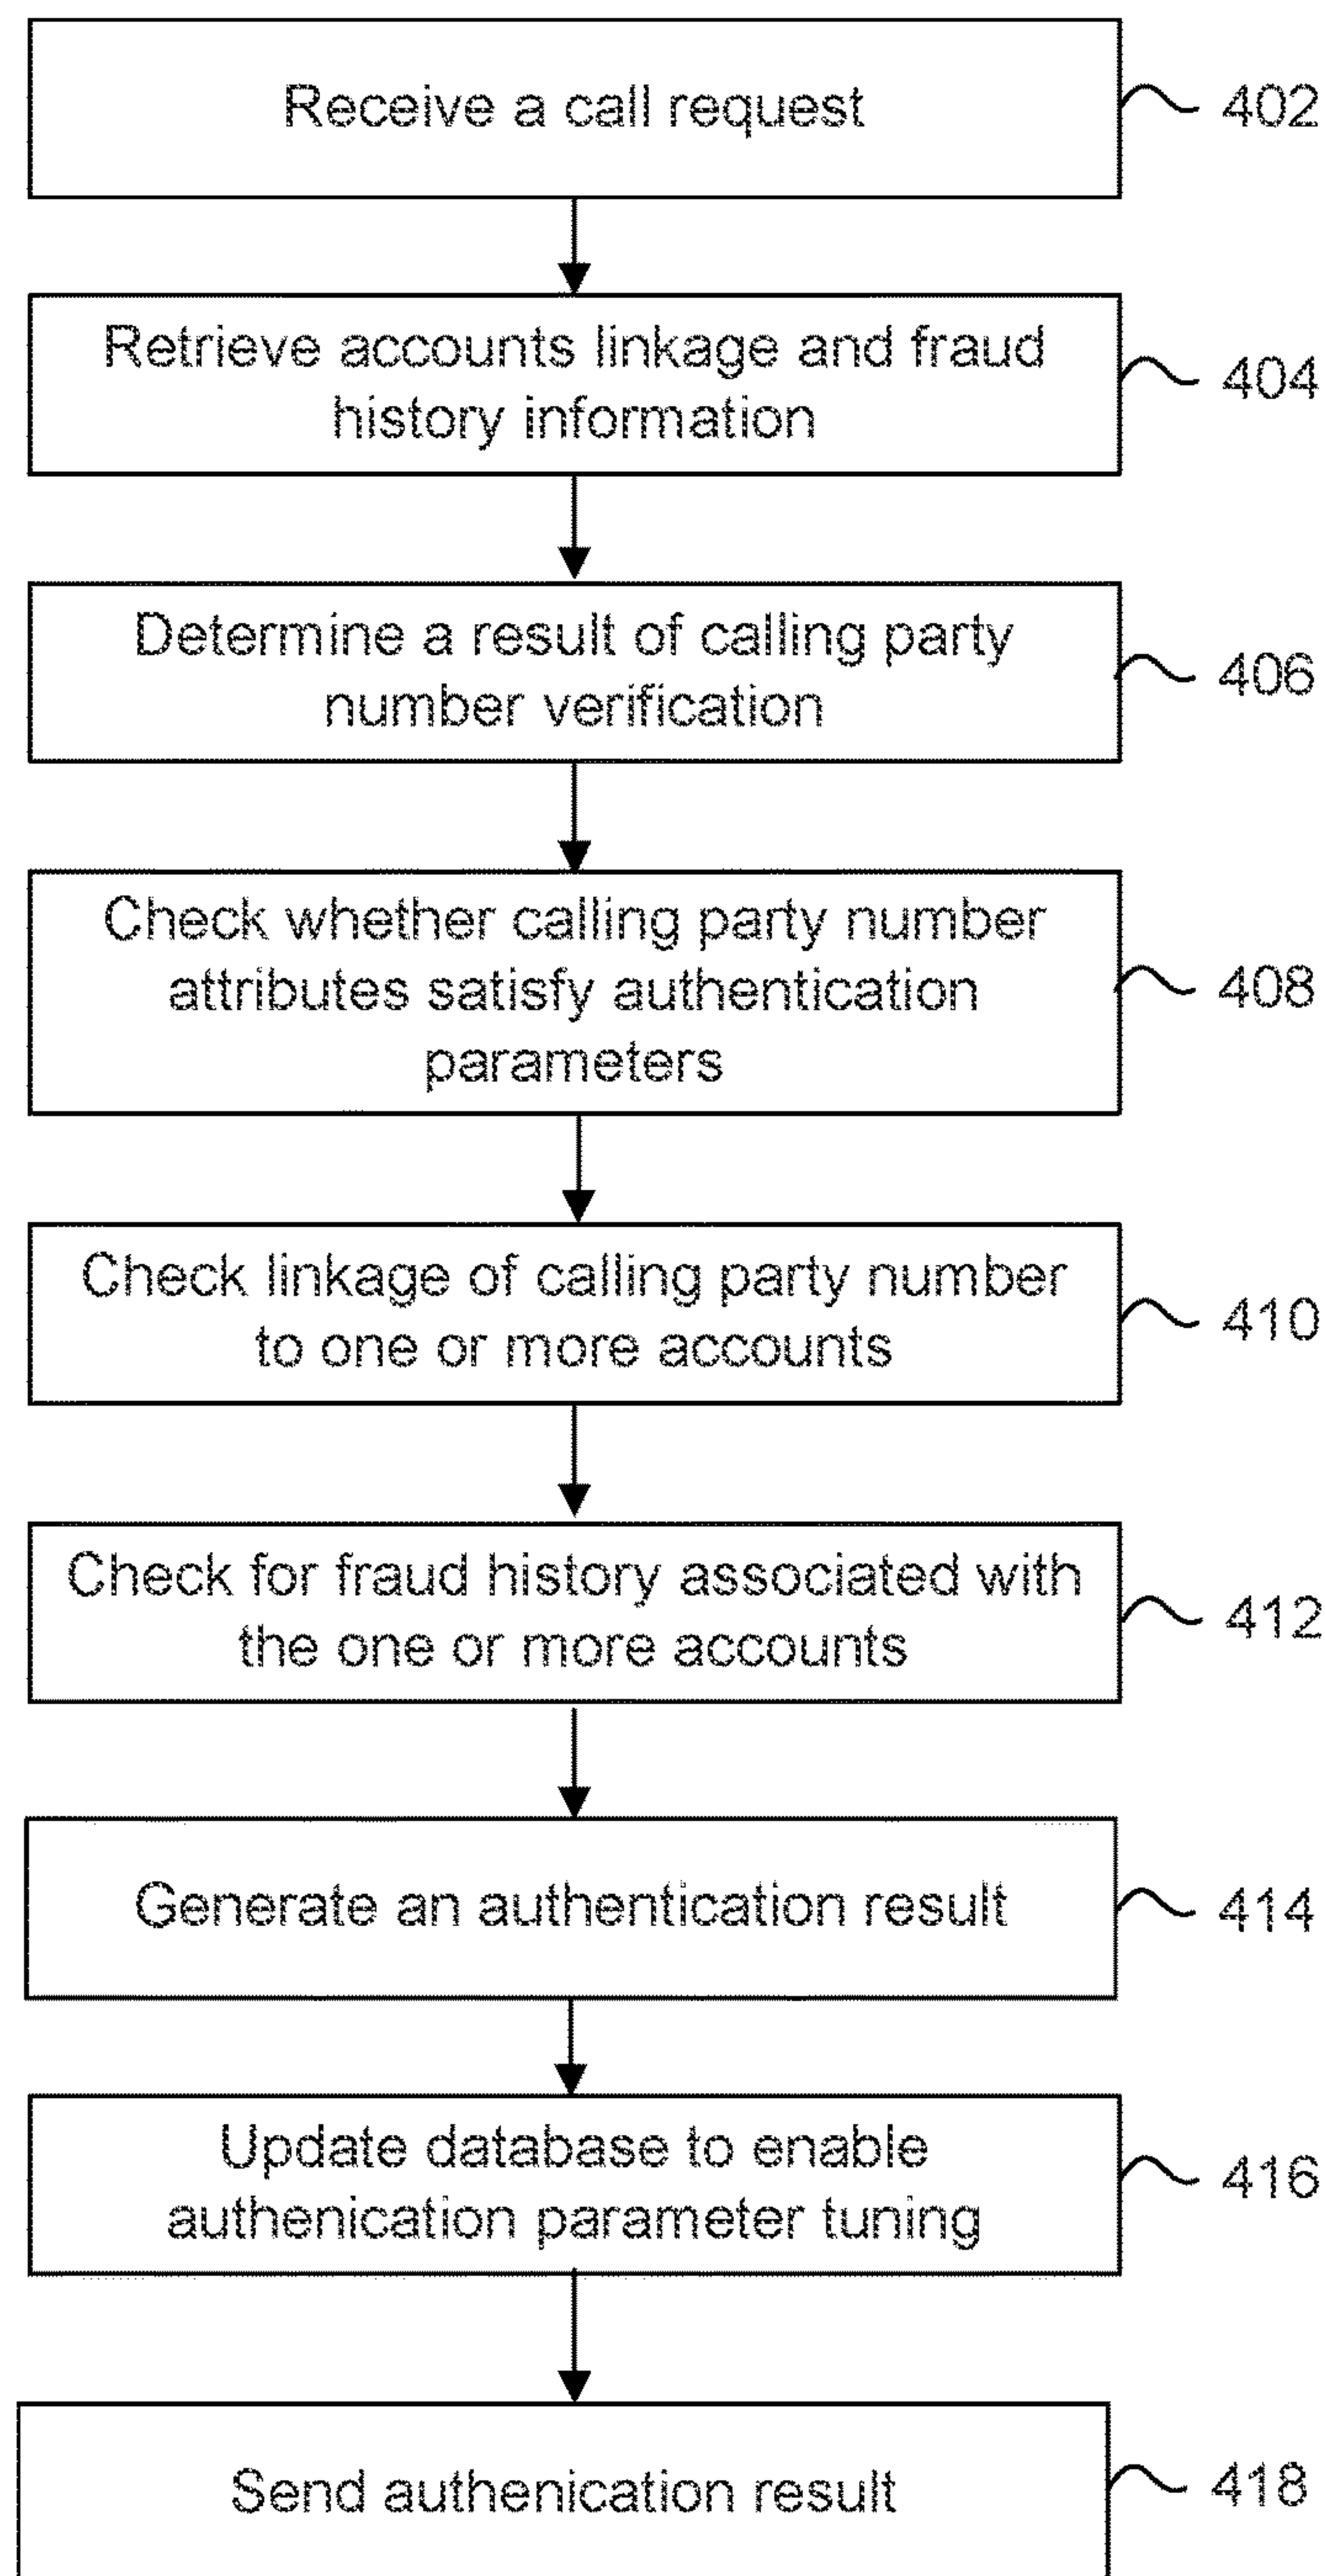 Receive a call request
402
Retrieve accounts linkage and fraud
history information
404
Determine a result of calling party
number verification
406
Check whether calling party number
attributes satisfy authentication
parameters
408
Check linkage of calling party number
to one or more accounts
410
Check for fraud history associated with
the one or more accounts
412
Generate an authentication result
414
Update database to enable
authenication parameter tuning
416
Send authenication result
418